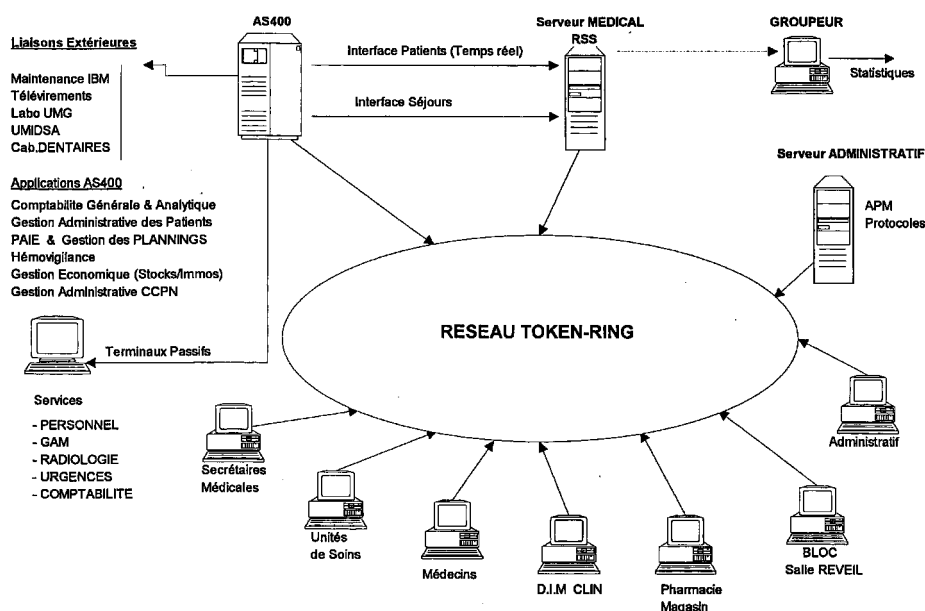 AS400
Serveur MEDICAL
RSS
GROUPEUR
Liaisons Extérieures
Interface Patients (Temps réel)
Statistiques
Maintenance IBM
Télévirements
Labo UMG
UMIDSA
Cab.DENTAIRES
Interface Séjours
Serveur ADMINISTRATIF
APM
Protocoles
Applications AS400
Comptabilite Générale & Analytique
Gestion Administrative des Patients
PAIE & Gestion des PLANNINGS
Hémovigilance
Gestion Economique (Stocks/Immos)
Gestion Administrative CCPN
RESEAU TOKEN-RING
Terminaux Passifs
Services
- PERSONNEL
- GAM
- RADIOLOGIE
- URGENCES
- COMPTABILITE
Secrétaires
Médicales
Unités
de Soins
Médecins
D.I.M CLIN
Pharmacie
Magasin
BLOC
Salle REVEIL
Administratif